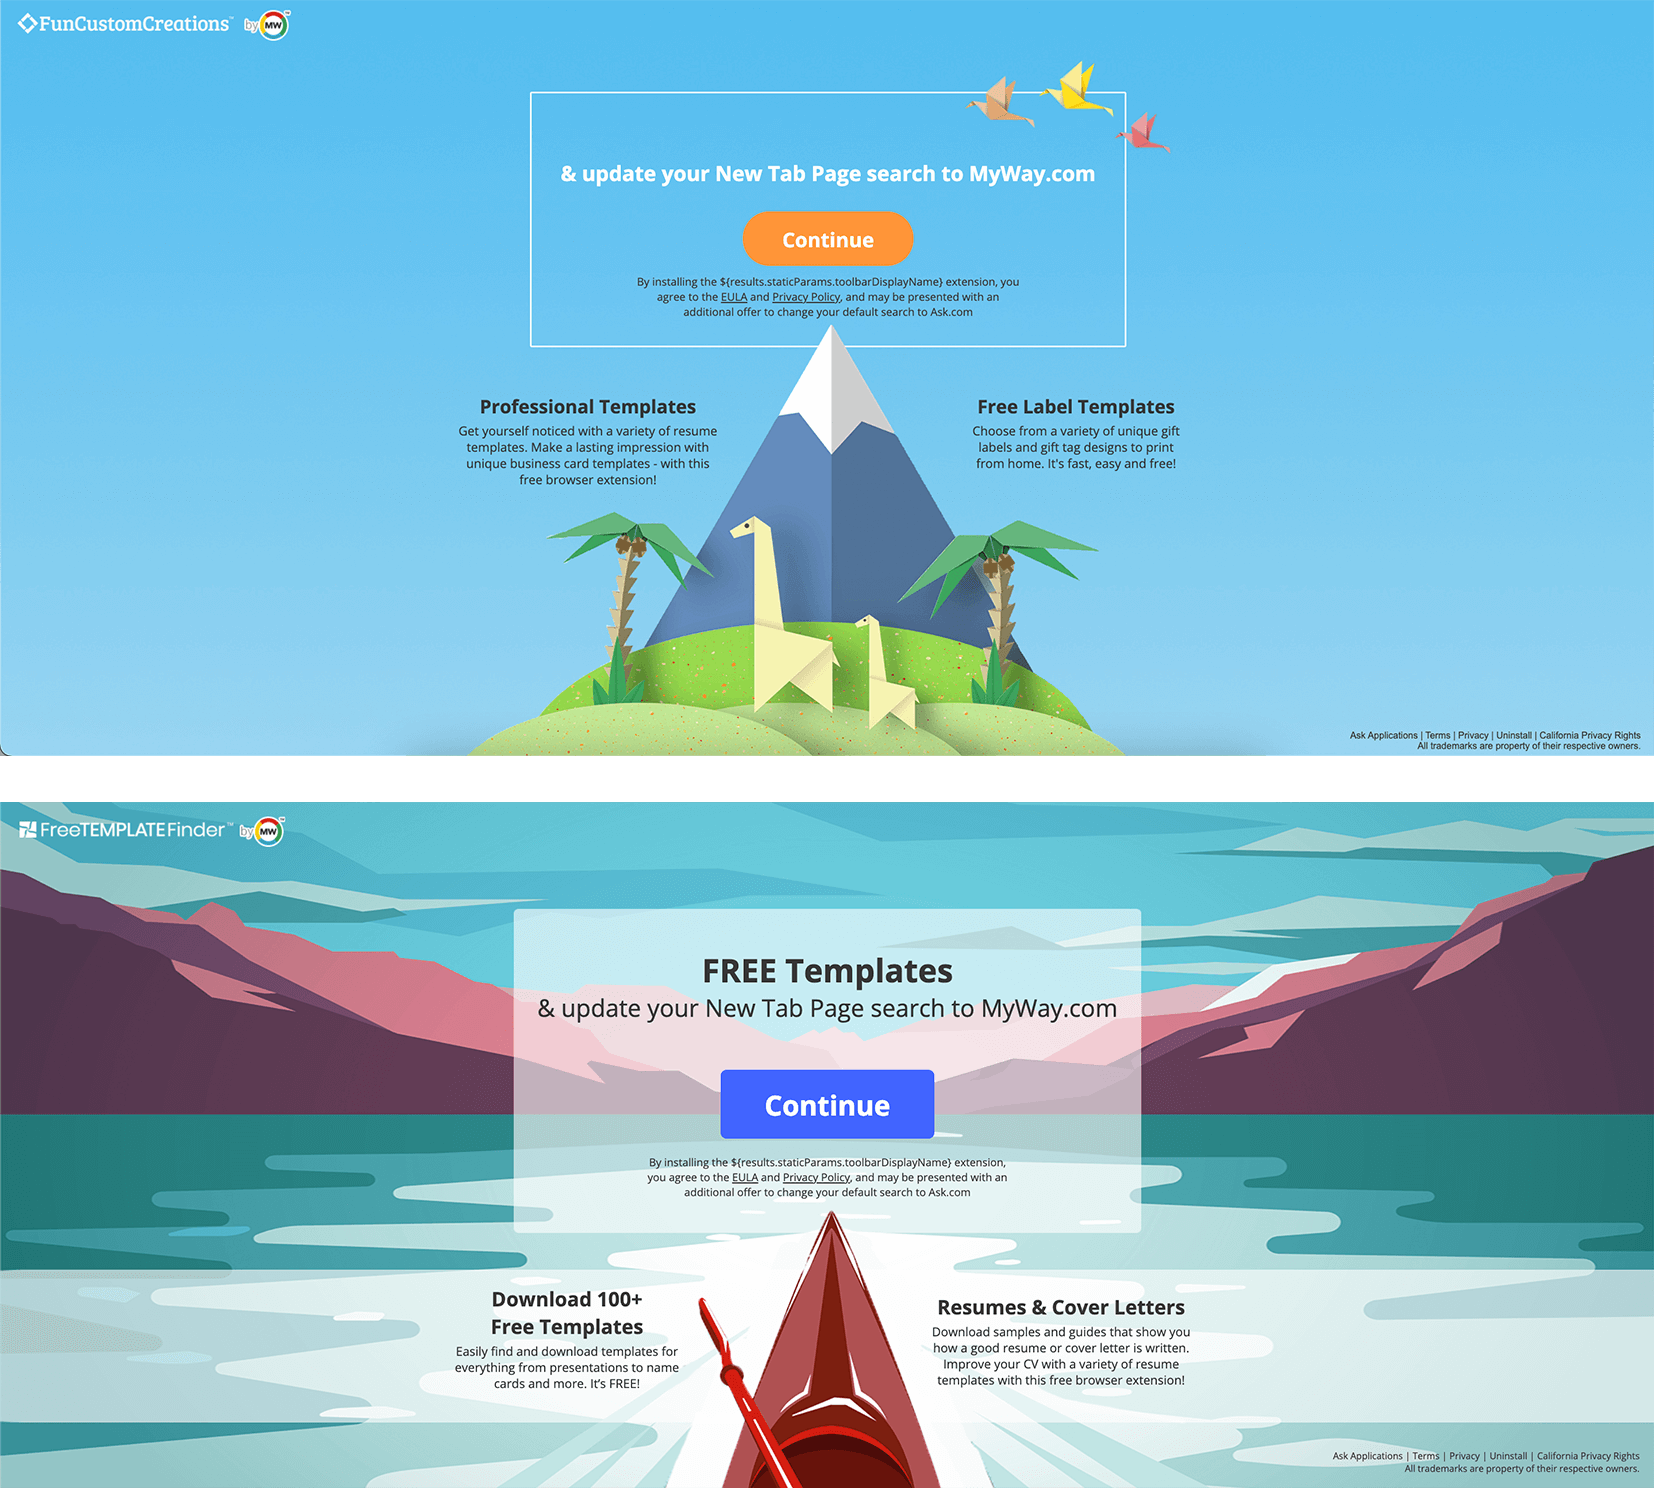 FunCustomCreations™ by MW™
& update your New Tab Page search to MyWay.com
Continue
By installing the ${results.staticParams.toolbarDisplayName} extension, you
agree to the EULA and Privacy Policy, and may be presented with an
additional offer to change your default search to Ask.com
Professional Templates
Get yourself noticed with a variety of resume
templates. Make a lasting impression with
unique business card templates - with this
free browser extension!
Free Label Templates
Choose from a variety of unique gift
labels and gift tag designs to print
from home. It's fast, easy and free!
Ask Applications | Terms | Privacy | Uninstall | California Privacy Rights
All trademarks are property of their respective owners.
FreeTEMPLATEFinder™ by MW™
FREE Templates
& update your New Tab Page search to MyWay.com
Continue
By installing the ${results.staticParams.toolbarDisplayName} extension,
you agree to the EULA and Privacy Policy, and may be presented with an
additional offer to change your default search to Ask.com
Download 100+
Free Templates
Easily find and download templates for
everything from presentations to name
cards and more. It's FREE!
Resumes & Cover Letters
Download samples and guides that show you
how a good resume or cover letter is written.
Improve your CV with a variety of resume
templates with this free browser extension!
Ask Applications | Terms | Privacy | Uninstall | California Privacy Rights
All trademarks are property of their respective owners.